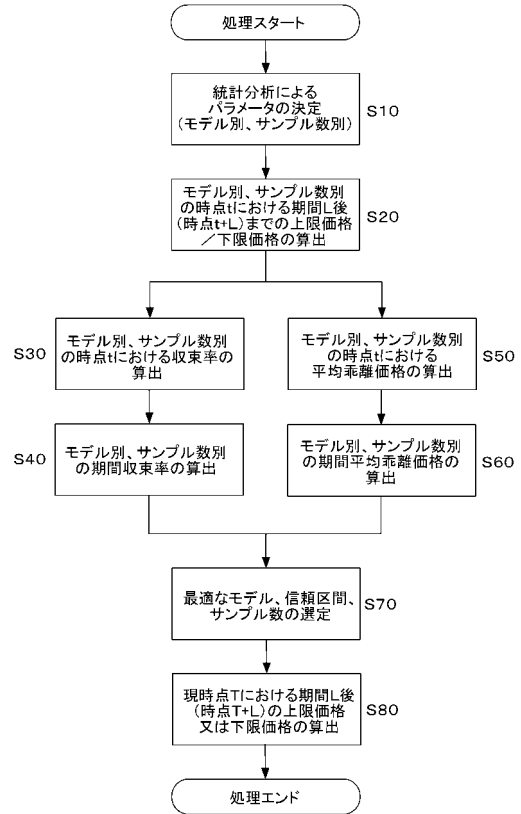 処理スタート
統計分析による
パラメータの決定
(モデル別、サンプル数別)
S10
モデル別、サンプル数別
の時点tにおける期間L後
(時点t+L)までの上限価格
／下限価格の算出
S20
S30
モデル別、サンプル数別
の時点tにおける収束率の
算出
モデル別、サンプル数別
の時点tにおける
平均乖離価格の算出
S50
S40
モデル別、サンプル数別
の期間収束率の算出
モデル別、サンプル数別
の期間平均乖離価格の
算出
S60
最適なモデル、信頼区間、
サンプル数の選定
S70
現時点Tにおける期間L後
(時点T+L)の上限価格
又は下限価格の算出
S80
処理エンド